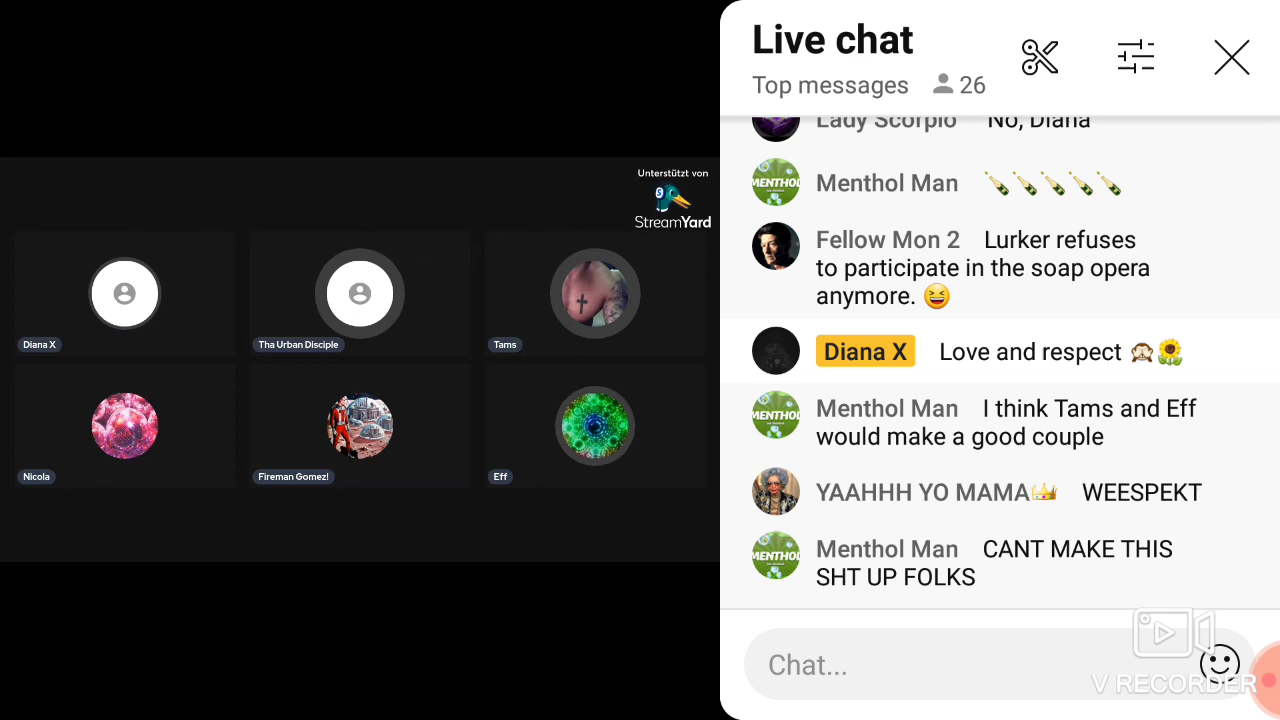 Unterstützt von
StreamYard
Diana X
Tha Urban Disciple
Tams
Nicola
Fireman Gomez!
Eff
Live chat
Top messages 26
Lady Scorpio No, Diana
MENTHOL
Menthol Man
Fellow Mon 2 Lurker refuses
to participate in the soap opera
anymore. 😆
Diana X Love and respect 🙈🌻
MENTHOL
Menthol Man I think Tams and Eff
would make a good couple
YAAHHH YO MAMA👑 WEESPEKT
MENTHOL
Menthol Man CANT MAKE THIS
SHT UP FOLKS
Chat...
V RECORDER